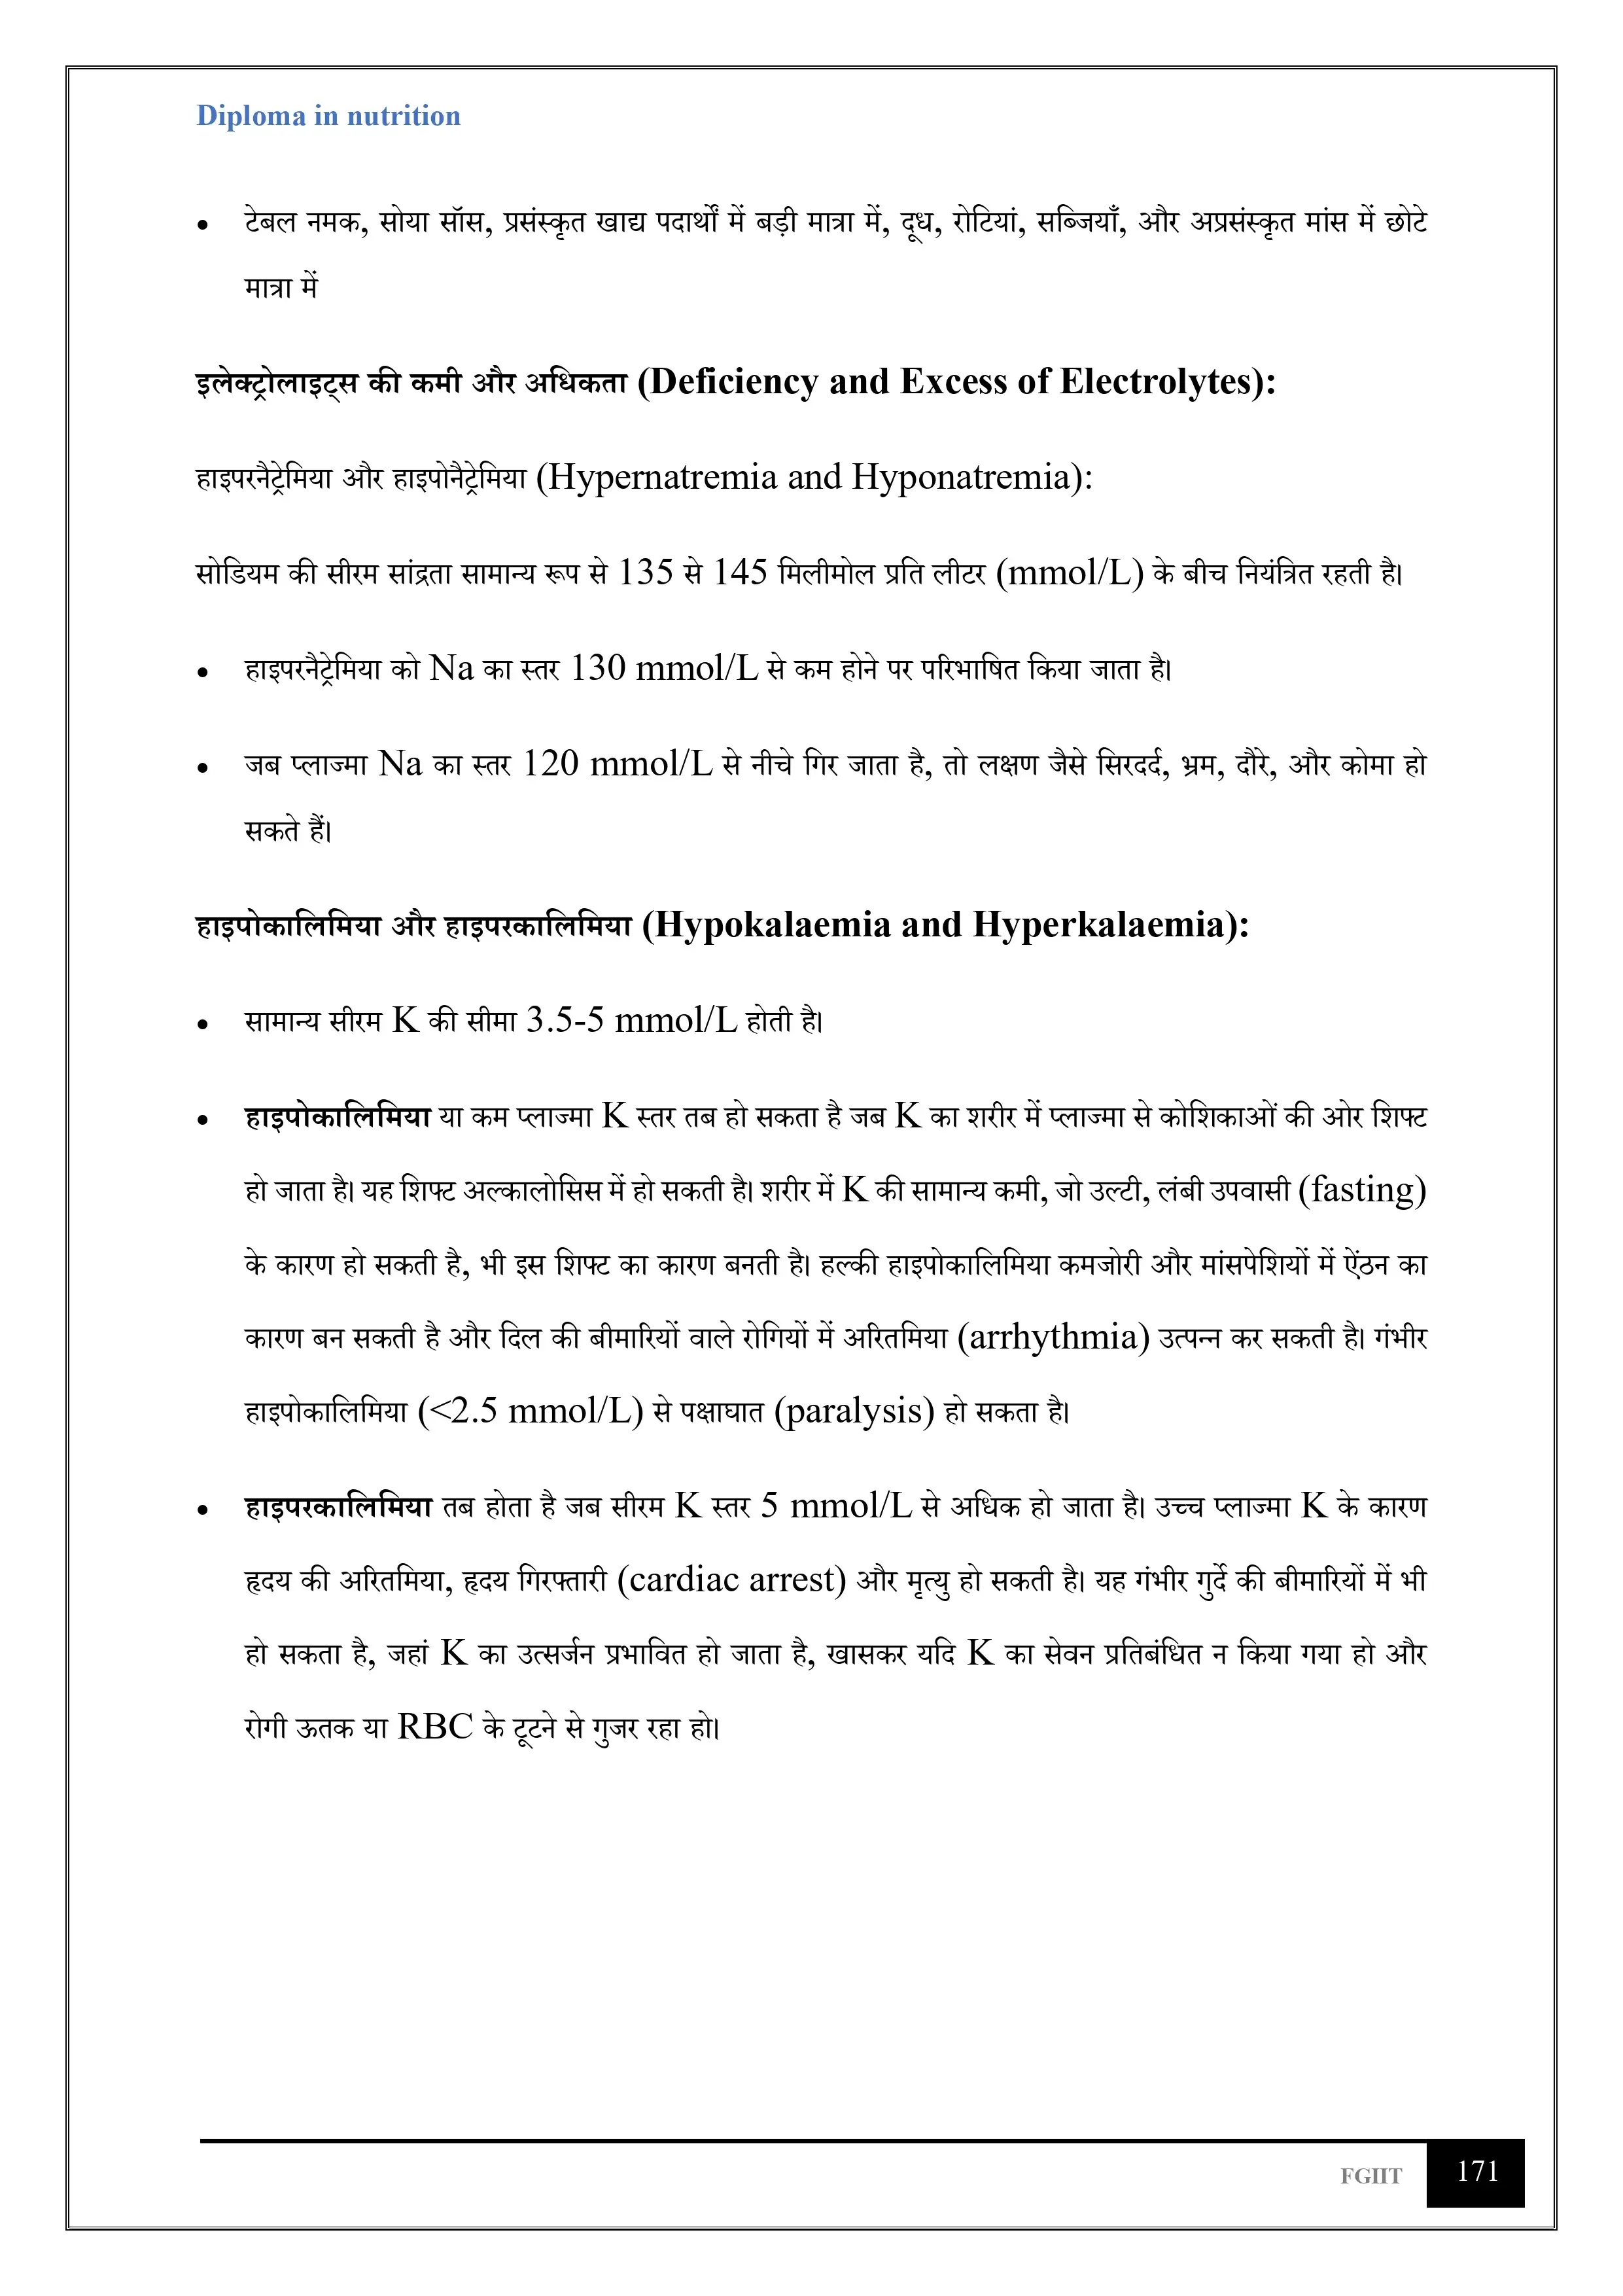 Diploma in nutrition
• टेबल नमक, सोया सॉस, प्रसंस्कृत खाद्य पदार्थों में बड़ी मात्रा में, दूध, रोटियां, सब्जियाँ, और अप्रसंस्कृत मांस में छोटे
मात्रा में
इलेक्ट्रोलाइट्स की कमी और अधिकता (Deficiency and Excess of Electrolytes):
हाइपरनैट्रेमिया और हाइपोनैट्रेमिया (Hypernatremia and Hyponatremia):
सोडियम की सीरम सांद्रता सामान्य रूप से 135 से 145 मिलीमोल प्रति लीटर (mmol/L) के बीच नियंत्रित रहती है।
• हाइपरनैट्रेमिया को Na का स्तर 130 mmol/L से कम होने पर परिभाषित किया जाता है।
• जब प्लाज्मा Na का स्तर 120 mmol/L से नीचे गिर जाता है, तो लक्षण जैसे सिरदर्द, भ्रम, दौरे, और कोमा हो
सकते हैं।
हाइपोकालिमिया और हाइपरकालिमिया (Hypokalaemia and Hyperkalaemia):
• सामान्य सीरम K की सीमा 3.5-5 mmol/L होती है।
• हाइपोकालिमिया या कम प्लाज्मा K स्तर तब हो सकता है जब K का शरीर में प्लाज्मा से कोशिकाओं की ओर शिफ्ट
हो जाता है। यह शिफ्ट अल्कालोसिस में हो सकती है। शरीर में K की सामान्य कमी, जो उल्टी, लंबी उपवासी (fasting)
के कारण हो सकती है, भी इस शिफ्ट का कारण बनती है। हल्की हाइपोकालिमिया कमजोरी और मांसपेशियों में ऐंठन का
कारण बन सकती है और दिल की बीमारियों वाले रोगियों में अरितमिया (arrhythmia) उत्पन्न कर सकती है। गंभीर
हाइपोकालिमिया (<2.5 mmol/L) से पक्षाघात (paralysis) हो सकता है।
• हाइपरकालिमिया तब होता है जब सीरम K स्तर 5 mmol/L से अधिक हो जाता है। उच्च प्लाज्मा K के कारण
हृदय की अरितमिया, हृदय गिरफ्तारी (cardiac arrest) और मृत्यु हो सकती है। यह गंभीर गुर्दे की बीमारियों में भी
हो सकता है, जहां K का उत्सर्जन प्रभावित हो जाता है, खासकर यदि K का सेवन प्रतिबंधित न किया गया हो और
रोगी ऊतक या RBC के टूटने से गुजर रहा हो।
FGIIT 171